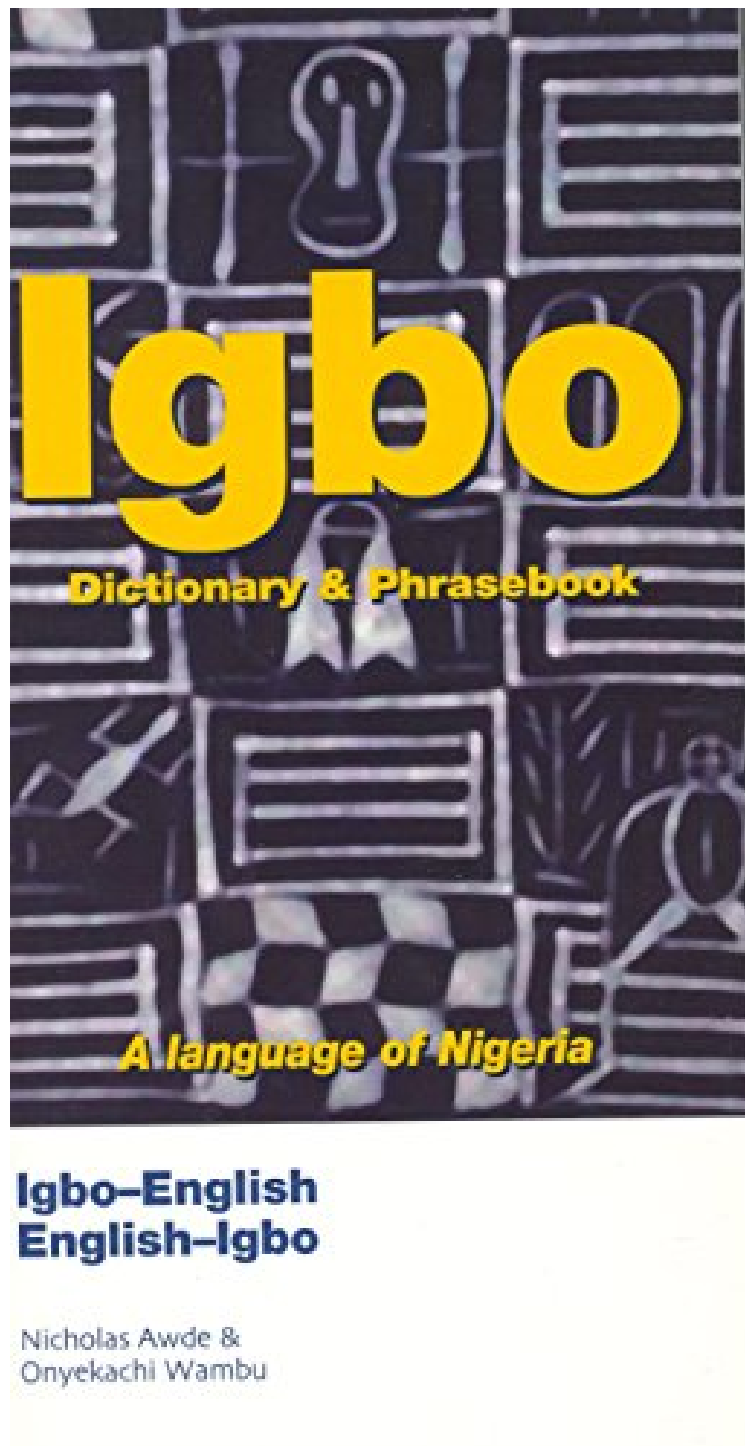 Igbo
Dictionary & Phrasebook
A language of Nigeria
Igbo–English
English–Igbo
Nicholas Awde &
Onyekachi Wambu